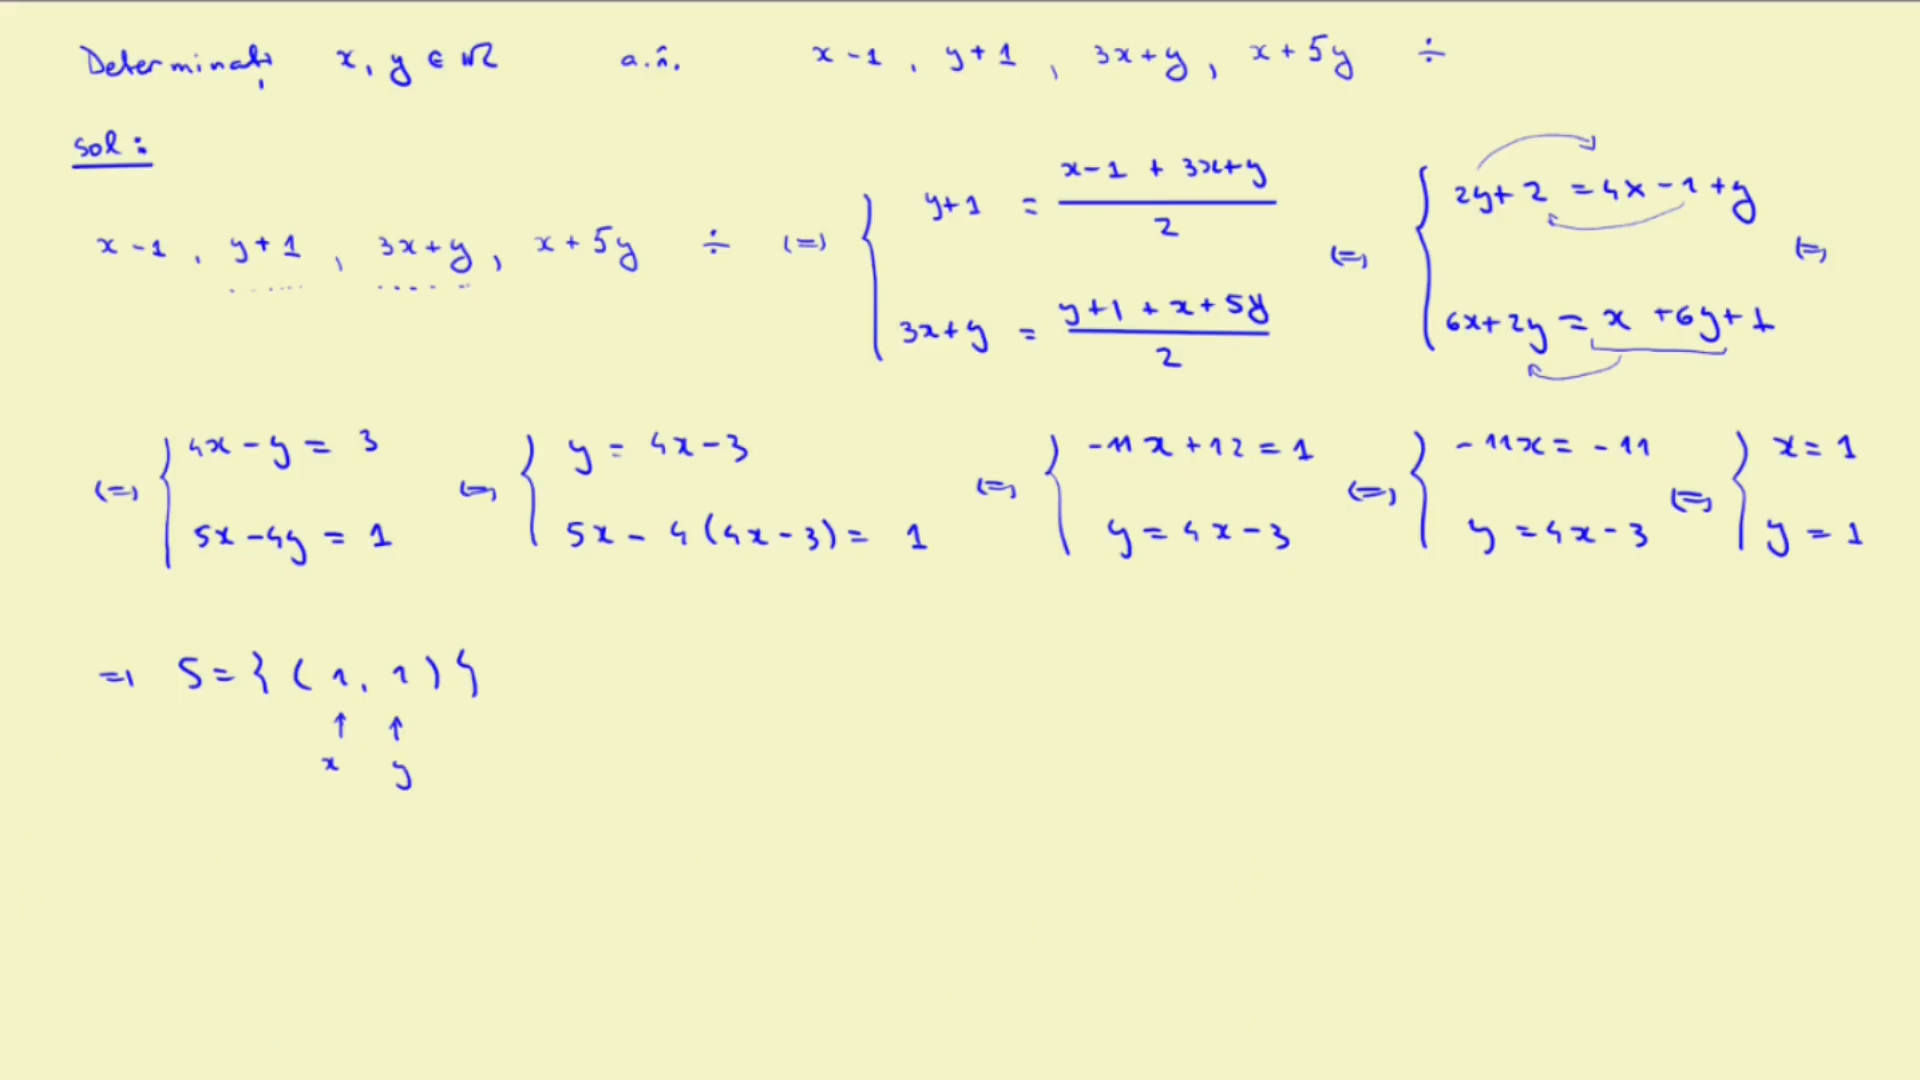 Determinați x, y ∈ ℝ a.î. x-1, y+1, 3x+y, x+5y ÷
sol:
x-1, y+1, 3x+y, x+5y ÷ (=) { y+1 = (x-1+3x+y)/2 ; 3x+y = (y+1+x+5y)/2 (=) { 2y+2 = 4x-1+y ; 6x+2y = x+6y+1 (=)
(=) { 4x-y = 3 ; 5x-4y = 1 (=) { y = 4x-3 ; 5x-4(4x-3) = 1 (=) { -11x+12 = 1 ; y = 4x-3 (=) { -11x = -11 ; y = 4x-3 (=) { x = 1 ; y = 1
=) S = { (1, 1) }
↑ ↑
x y